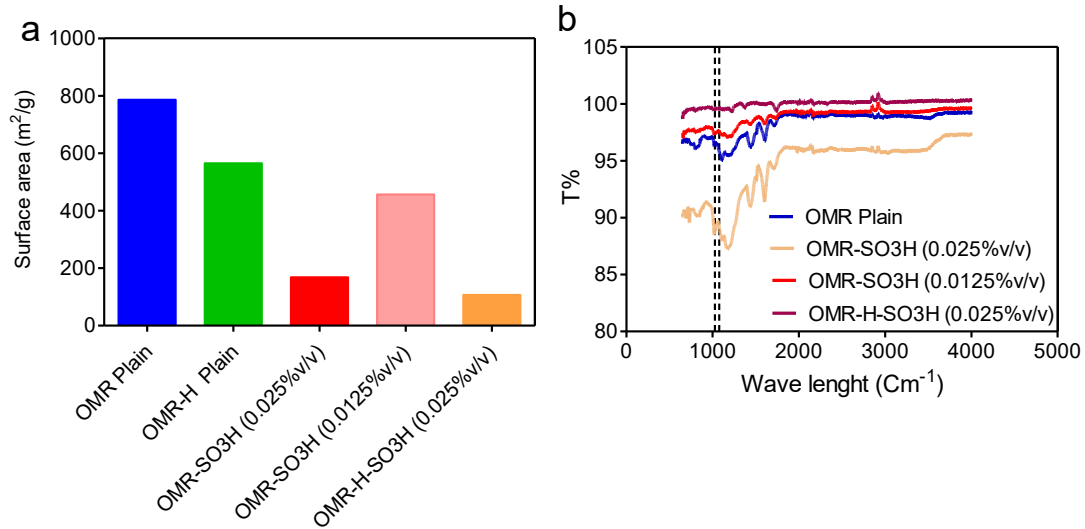 a
1000
800
600
400
200
0
Surface area (m²/g)
OMR Plain
OMR-H Plain
OMR-SO3H (0.025%v/v)
OMR-SO3H (0.0125%v/v)
OMR-H-SO3H (0.025%v/v)
b
105
100
95
90
85
80
T%
0
1000
2000
3000
4000
5000
Wave lenght (Cm⁻¹)
OMR Plain
OMR-SO3H (0.025%v/v)
OMR-SO3H (0.0125%v/v)
OMR-H-SO3H (0.025%v/v)